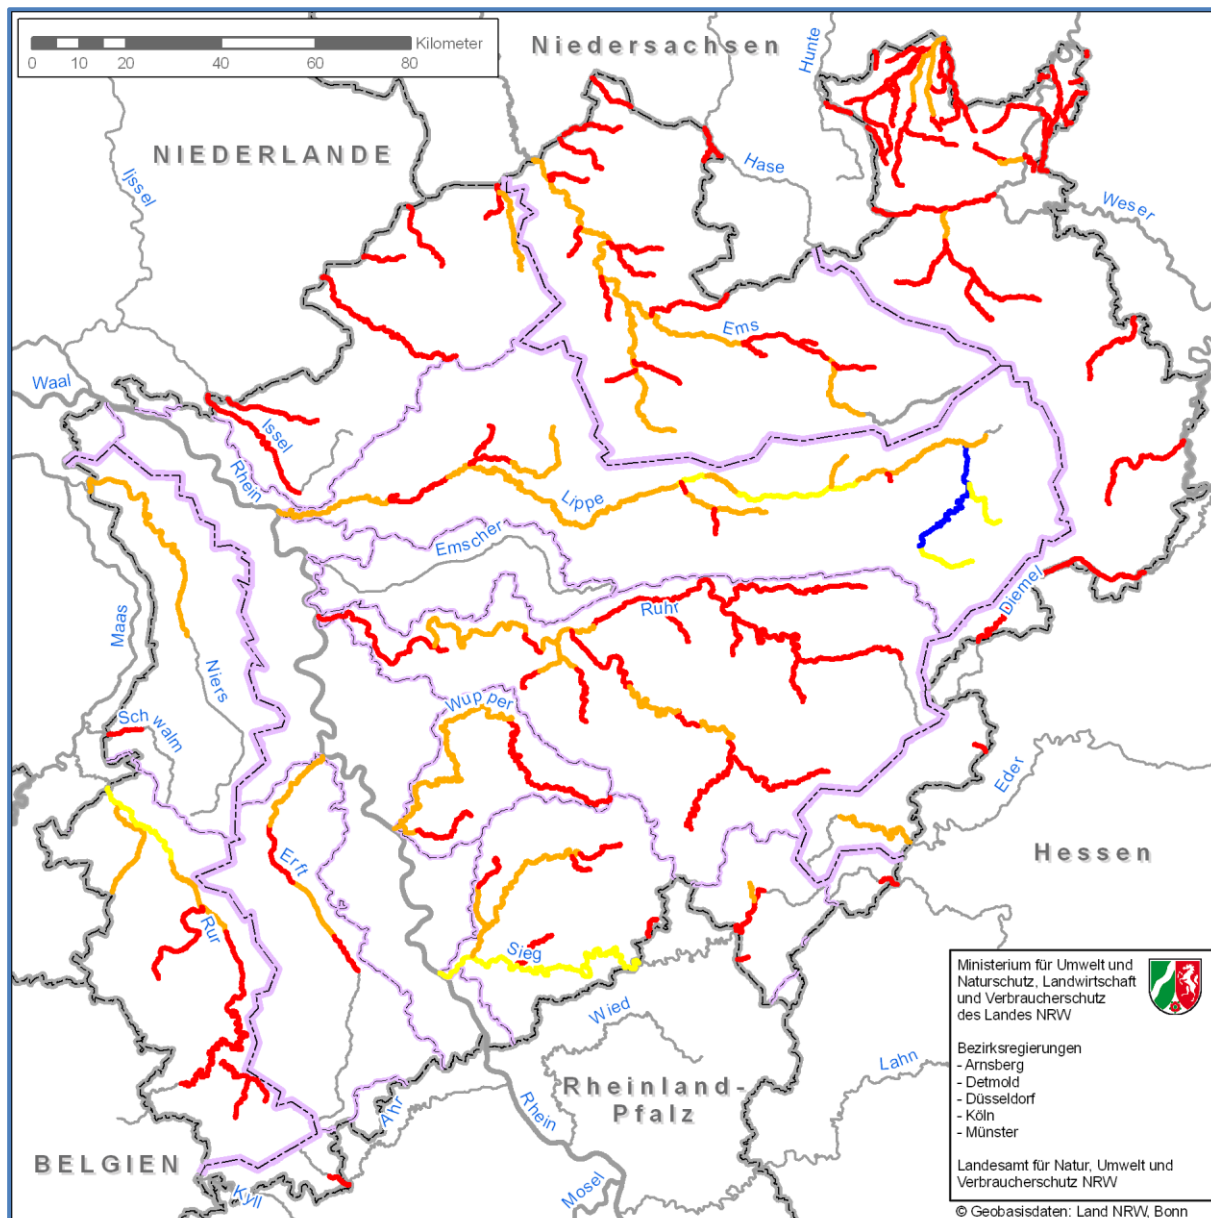 Kilometer
0 10 20 40 60 80
Niedersachsen
Hunte
NIEDERLANDE
Ijssel
Hase
Weser
Ems
Waal
Issel
Rhein
Lippe
Emscher
Maas
Ruhr
Diemel
Niers
Schwalm
Wupper
Eder
Hessen
Erft
Rur
Sieg
Wied
Lahn
Rheinland-
Pfalz
Rhein
Ahr
BELGIEN
Kyll
Mosel
Ministerium für Umwelt und
Naturschutz, Landwirtschaft
und Verbraucherschutz
des Landes NRW
Bezirksregierungen
- Arnsberg
- Detmold
- Düsseldorf
- Köln
- Münster
Landesamt für Natur, Umwelt und
Verbraucherschutz NRW
© Geobasisdaten: Land NRW, Bonn